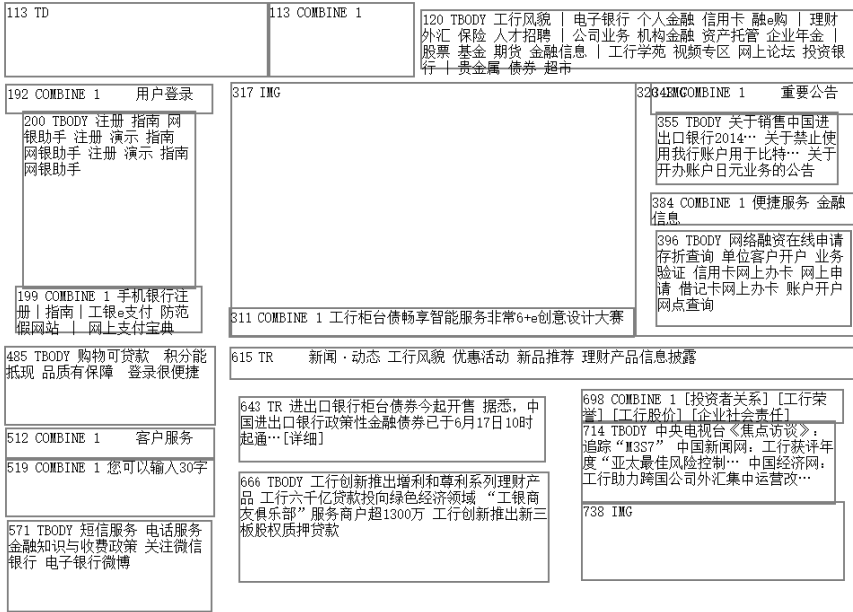 113 TD
113 COMBINE 1
120 TBODY 工行风貌 | 电子银行 个人金融 信用卡 融e购 | 理财
外汇 保险 人才招聘 | 公司业务 机构金融 资产托管 企业年金 |
股票 基金 期货 金融信息 | 工行学苑 视频专区 网上论坛 投资银
行 | 贵金属 债券 超市
192 COMBINE 1 用户登录
200 TBODY 注册 指南 网
银助手 注册 演示 指南
网银助手 注册 演示 指南
网银助手
199 COMBINE 1 手机银行注
册|指南|工银e支付 防范
假网站 | 网上支付宝典
317 IMG
311 COMBINE 1 工行柜台债畅享智能服务非常6+e创意设计大赛
COMBINE 1 重要公告
355 TBODY 关于销售中国进
出口银行2014… 关于禁止使
用我行账户用于比特… 关于
开办账户日元业务的公告
384 COMBINE 1 便捷服务 金融
信息
396 TBODY 网络融资在线申请
存折查询 单位客户开户 业务
验证 信用卡网上办卡 网上申
请 借记卡网上办卡 账户开户
网点查询
485 TBODY 购物可贷款 积分能
抵现 品质有保障 登录很便捷
512 COMBINE 1 客户服务
519 COMBINE 1 您可以输入30字
571 TBODY 短信服务 电话服务
金融知识与收费政策 关注微信
银行 电子银行微博
615 TR 新闻·动态 工行风貌 优惠活动 新品推荐 理财产品信息披露
643 TR 进出口银行柜台债券今起开售 据悉, 中
国进出口银行政策性金融债券已于6月17日10时
起通…[详细]
666 TBODY 工行创新推出增利和尊利系列理财产
品 工行六千亿贷款投向绿色经济领域 “工银商
友俱乐部”服务商户超1300万 工行创新推出新三
板股权质押贷款
698 COMBINE 1 [投资者关系] [工行荣
誉] [工行股价] [企业社会责任]
714 TBODY 中央电视台《焦点访谈》:
追踪“M3S7” 中国新闻网: 工行获评年
度“亚太最佳风险控制… 中国经济网:
工行助力跨国公司外汇集中运营改…
738 IMG